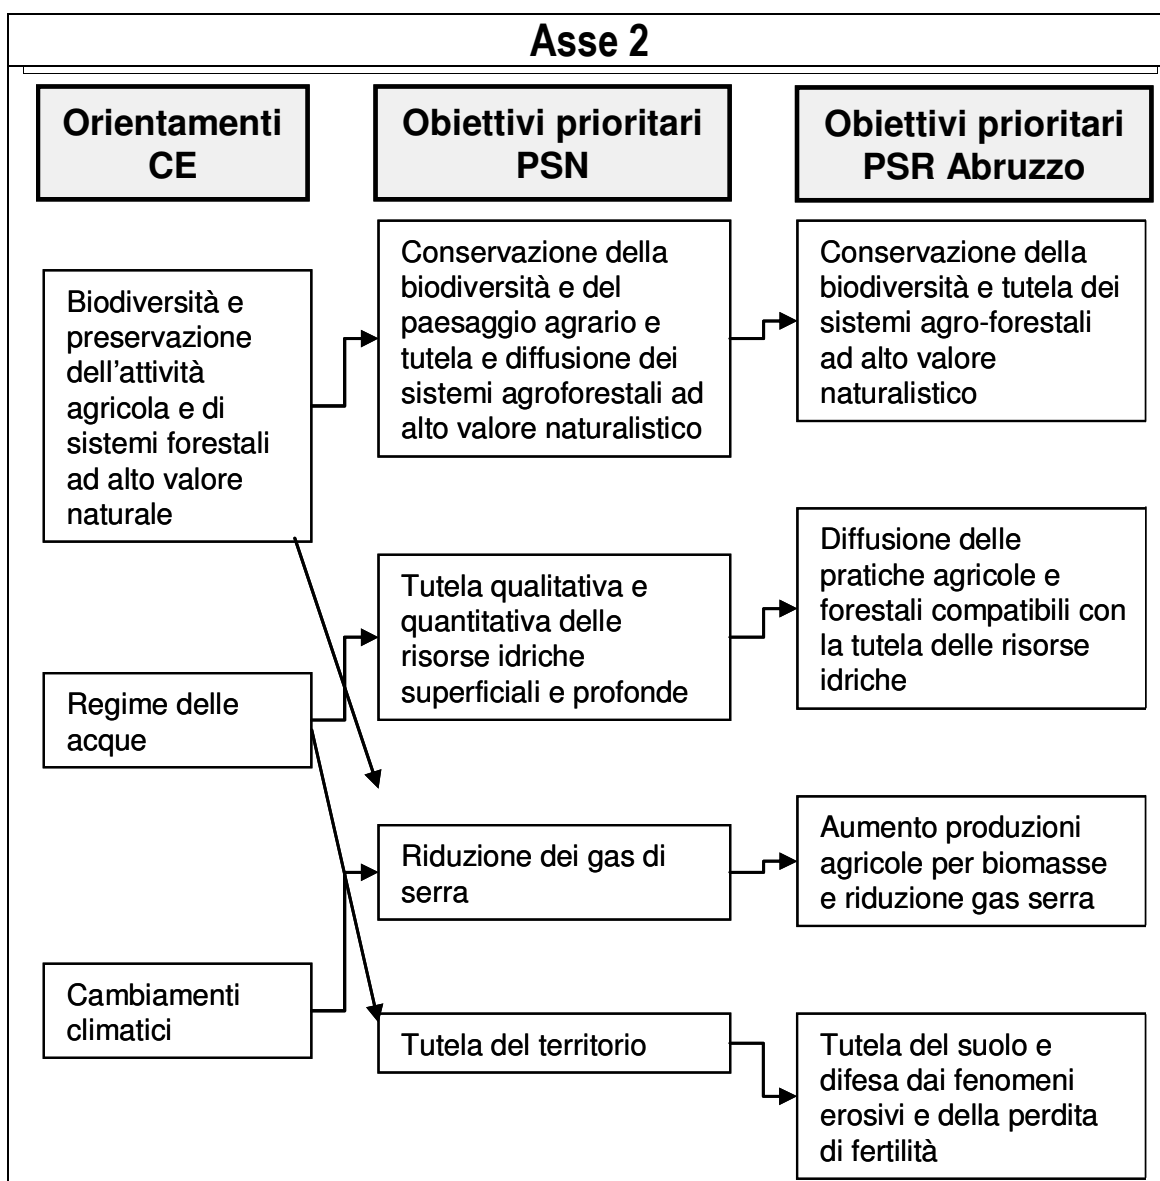 Asse 2
Orientamenti
CE
Obiettivi prioritari
PSN
Obiettivi prioritari
PSR Abruzzo
Biodiversità e
preservazione
dell'attività
agricola e di
sistemi forestali
ad alto valore
naturale
Conservazione della
biodiversità e del
paesaggio agrario e
tutela e diffusione dei
sistemi agroforestali ad
alto valore naturalistico
Conservazione della
biodiversità e tutela dei
sistemi agro-forestali
ad alto valore
naturalistico
Regime delle
acque
Tutela qualitativa e
quantitativa delle
risorse idriche
superficiali e profonde
Diffusione delle
pratiche agricole e
forestali compatibili con
la tutela delle risorse
idriche
Cambiamenti
climatici
Riduzione dei gas di
serra
Aumento produzioni
agricole per biomasse
e riduzione gas serra
Tutela del territorio
Tutela del suolo e
difesa dai fenomeni
erosivi e della perdita
di fertilità